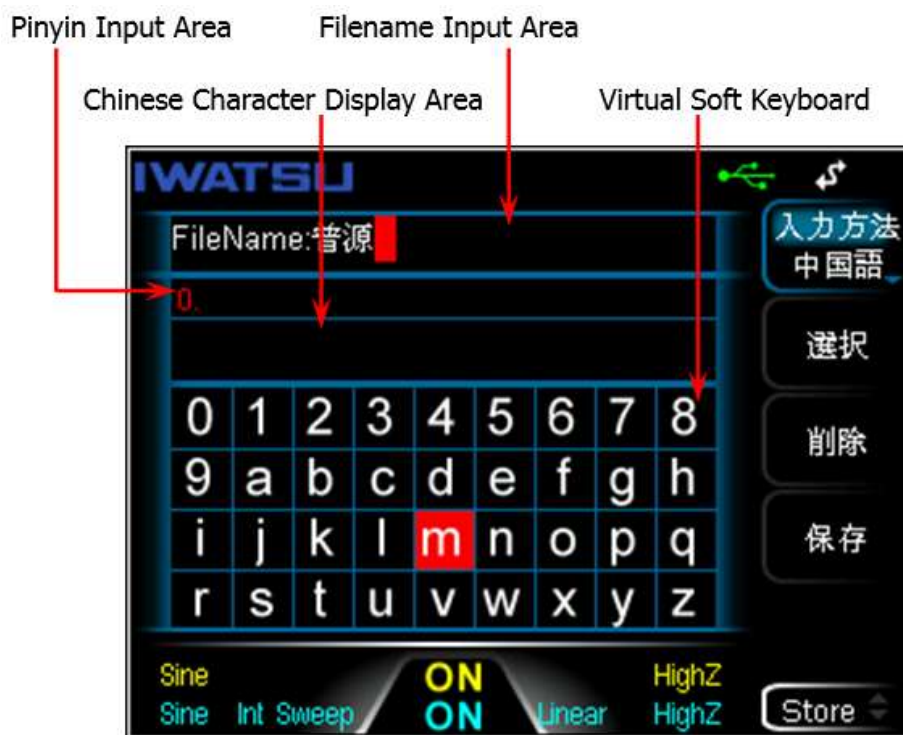 Pinyin Input Area
Filename Input Area
Chinese Character Display Area
Virtual Soft Keyboard
IWATSU
FileName:普源
0.
0 1 2 3 4 5 6 7 8
9 a b c d e f g h
i j k l m n o p q
r s t u v w x y z
入力方法
中国語
選択
削除
保存
Sine ON HighZ
Sine Int Sweep ON Linear HighZ
Store